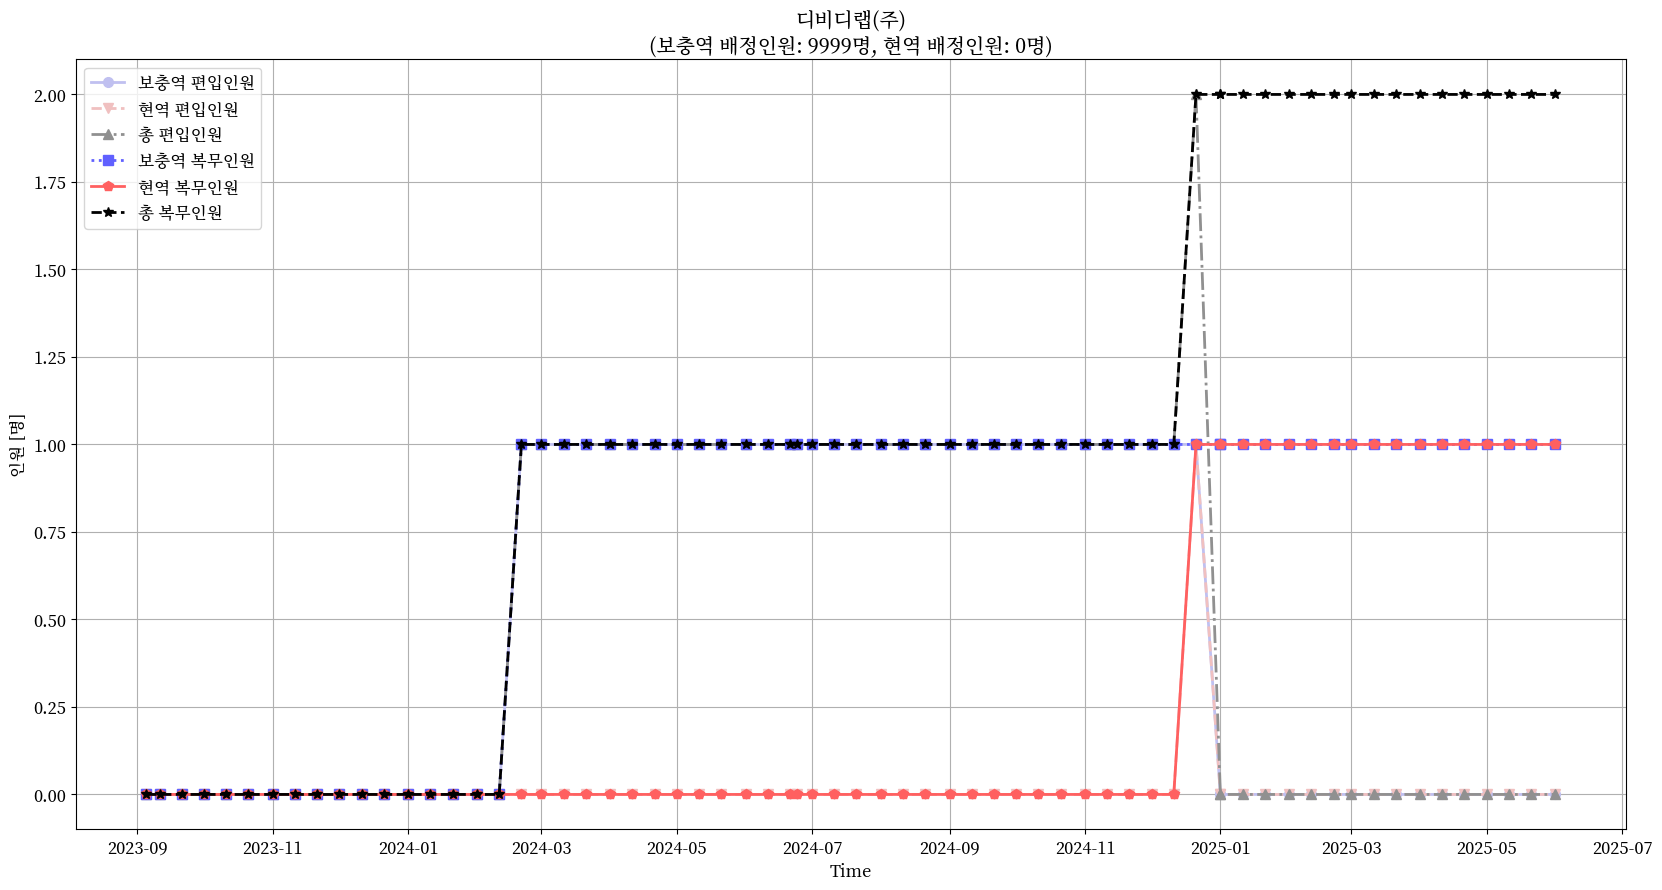 디비디랩(주)
(보충역 배정인원: 9999명, 현역 배정인원: 0명)
보충역 편입인원
현역 편입인원
총 편입인원
보충역 복무인원
현역 복무인원
총 복무인원
2.00
1.75
1.50
1.25
1.00
0.75
0.50
0.25
0.00
인원 [명]
2023-09 2023-11 2024-01 2024-03 2024-05 2024-07 2024-09 2024-11 2025-01 2025-03 2025-05 2025-07
Time